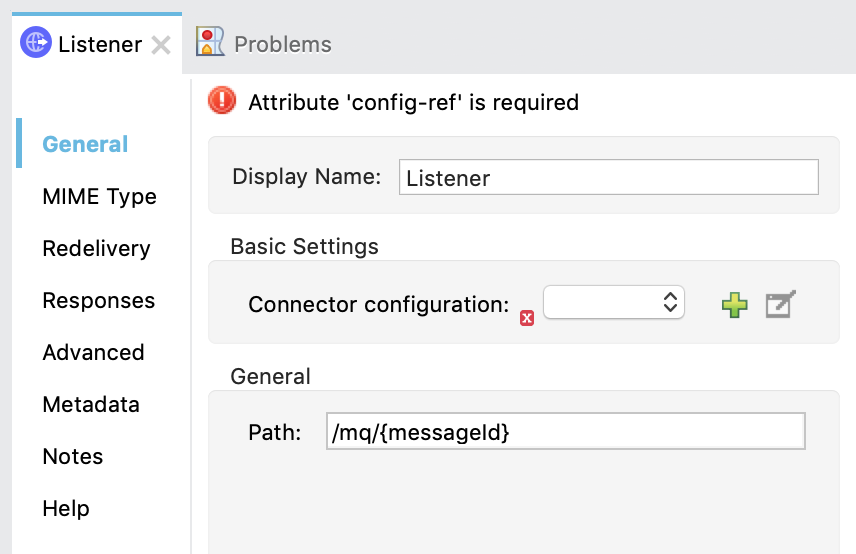 Listener
Problems
Attribute 'config-ref' is required
General
MIME Type
Redelivery
Responses
Advanced
Metadata
Notes
Help
Display Name: Listener
Basic Settings
Connector configuration:
General
Path: /mq/{messageId}